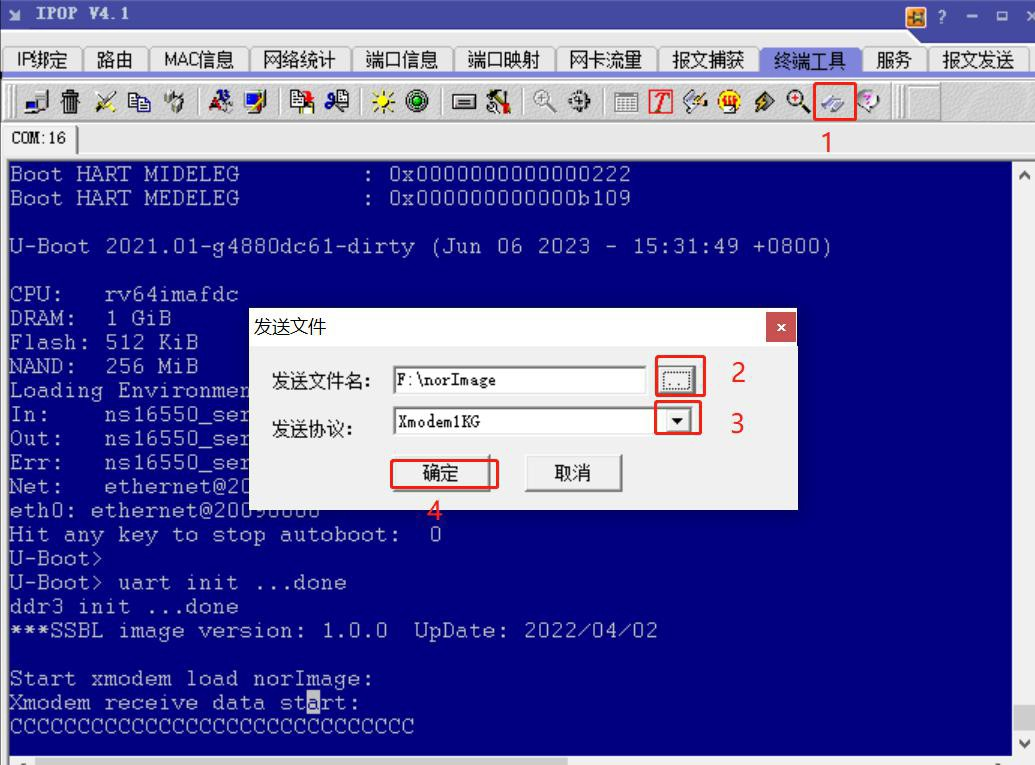 IPOP V4.1
IP绑定 路由 MAC信息 网络统计 端口信息 端口映射 网卡流量 报文捕获 终端工具 服务 报文发送
1
COM:16
Boot HART MIDELEG : 0x0000000000000222
Boot HART MEDELEG : 0x000000000000b109
U-Boot 2021.01-g4880dc61-dirty (Jun 06 2023 - 15:31:49 +0800)
CPU: rv64imafdc
DRAM: 1 GiB
Flash: 512 KiB
NAND: 256 MiB
Loading Environmen
In: ns16550_ser
Out: ns16550_ser
Err: ns16550_ser
Net: ethernet@20
eth0: ethernet@20090000
Hit any key to stop autoboot: 0
U-Boot>
U-Boot> uart init ...done
ddr3 init ...done
***SSBL image version: 1.0.0 UpDate: 2022/04/02
Start xmodem load norImage:
Xmodem receive data start:
CCCCCCCCCCCCCCCCCCCCCCCCCCCCCCC
发送文件
发送文件名: F:\norImage .. 2
发送协议: Xmodem1KG 3
确定 取消
4